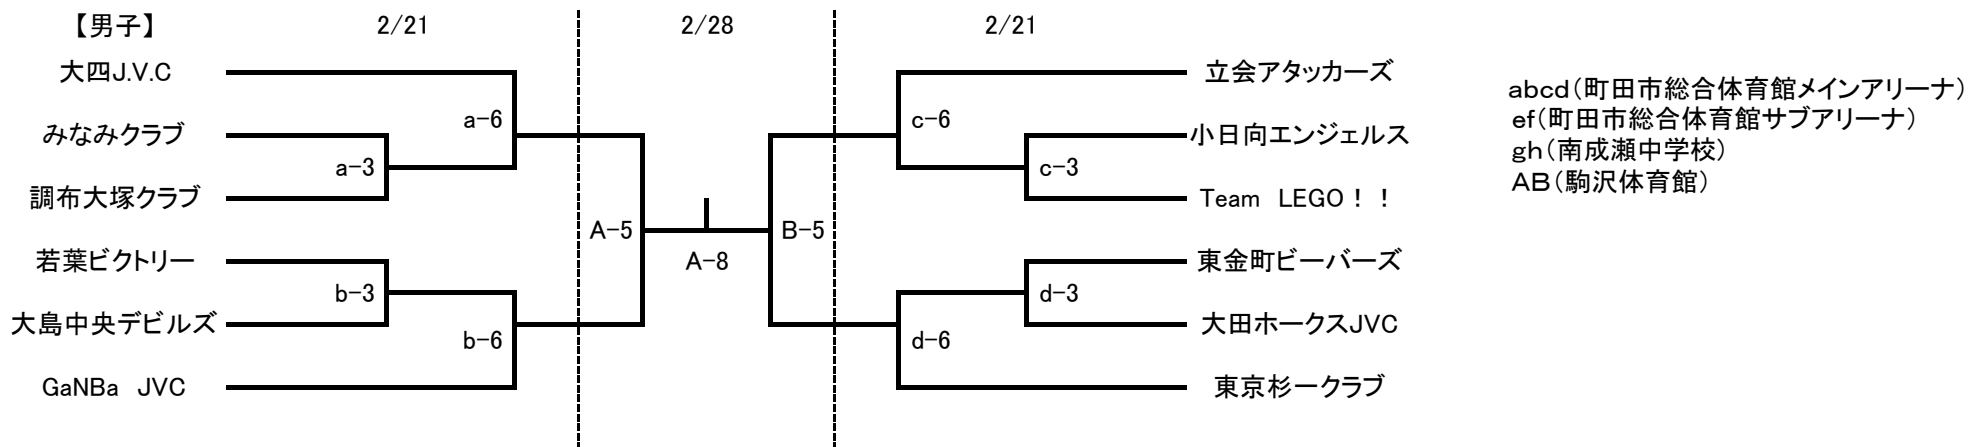 【男子】 2/21 2/28 2/21
大四J.V.C
みなみクラブ
調布大塚クラブ
若葉ビクトリー
大島中央デビルズ
GaNBa　JVC
a-6
a-3
b-3
b-6
A-5
A-8
B-5
c-6
c-3
d-3
d-6
立会アタッカーズ
小日向エンジェルス
Team　LEGO！！
東金町ビーバーズ
大田ホークスJVC
東京杉一クラブ
abcd（町田市総合体育館メインアリーナ）
ef（町田市総合体育館サブアリーナ）
gh（南成瀬中学校）
AB（駒沢体育館）